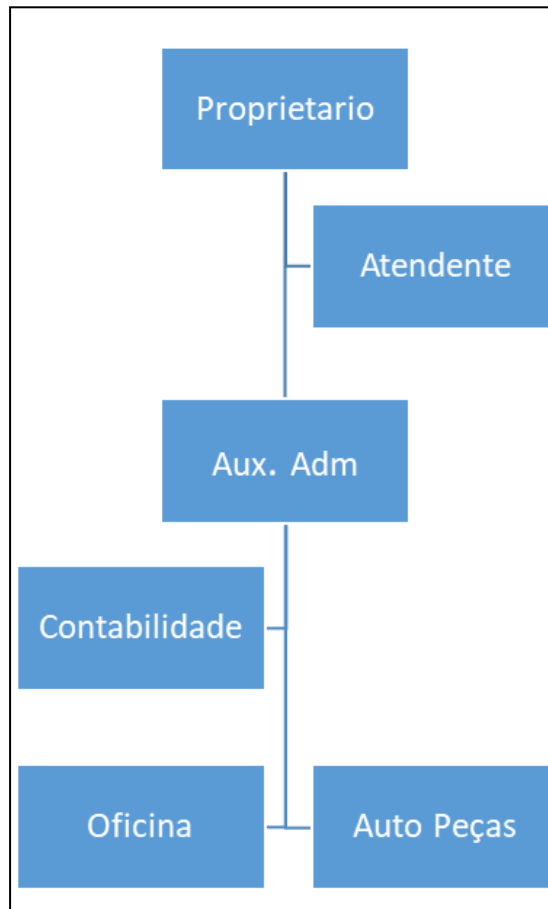 Proprietario
Atendente
Aux. Adm
Contabilidade
Oficina
Auto Peças